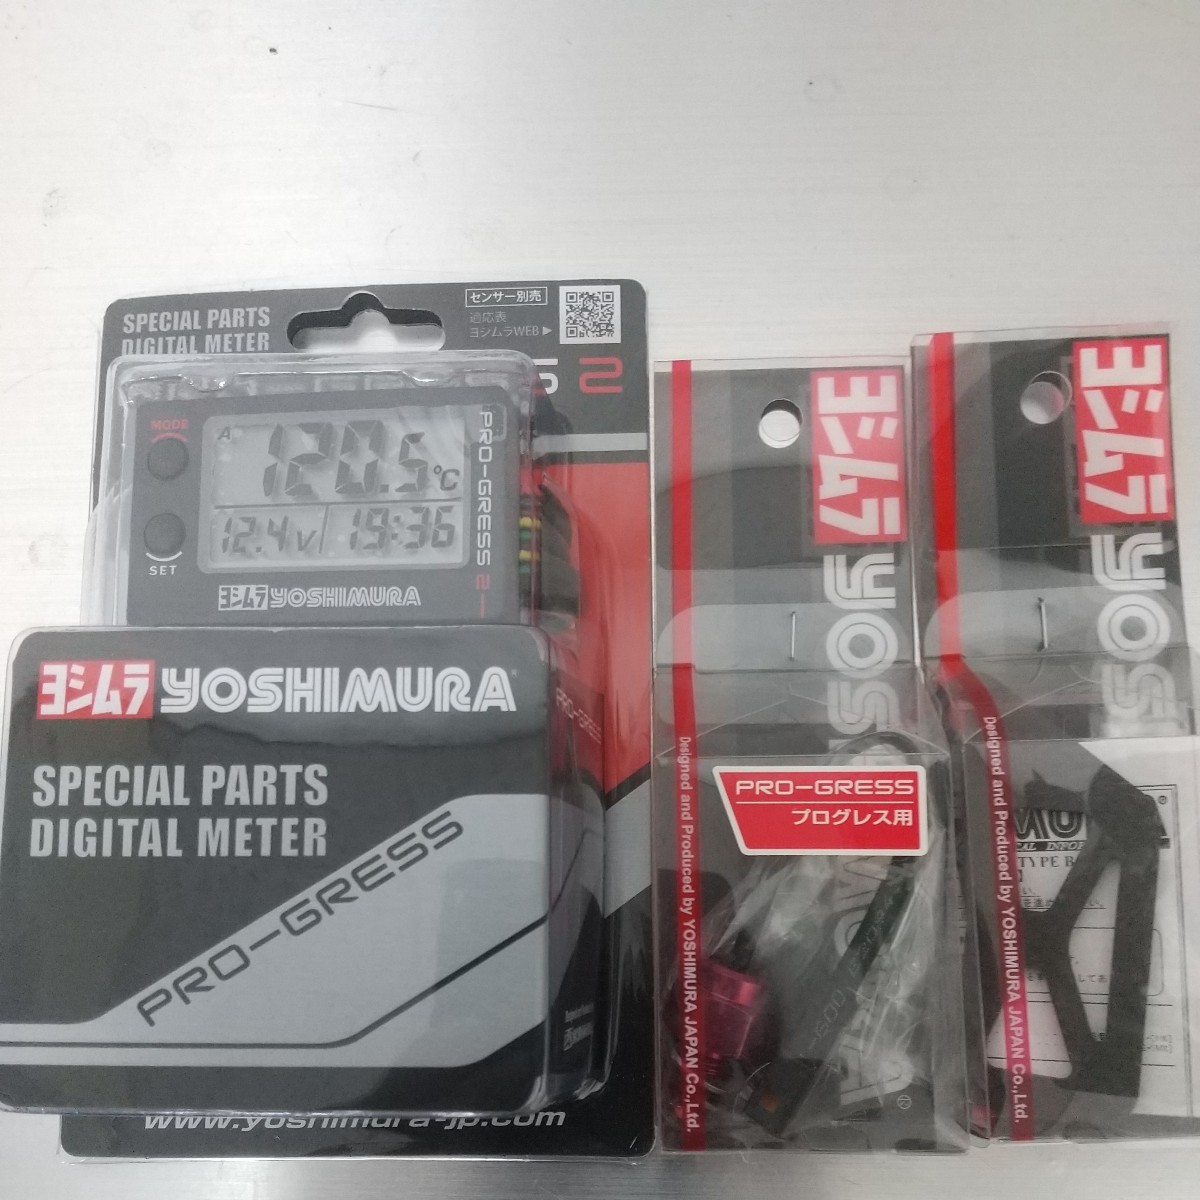 SPECIAL PARTS
DIGITAL METER
センサー別売
適応表
ヨシムラWEB ▶
2
MODE
SET
A
120.5 °C
12.4 V 19:36
PRO-GRESS 2
ヨシムラ YOSHIMURA
ヨシムラ YOSHIMURA
SPECIAL PARTS
DIGITAL METER
PRO-GRESS
PRO-GRESS
www.yoshimura-jp.com
ヨシムラ
Designed and Produced by YOSHIMURA JAPAN Co.,Ltd.
PRO-GRESS
プログレス用
ヨシムラ
YOSI
Designed and Produced by YOSHIMURA JAPAN Co.,Ltd.
TYPE